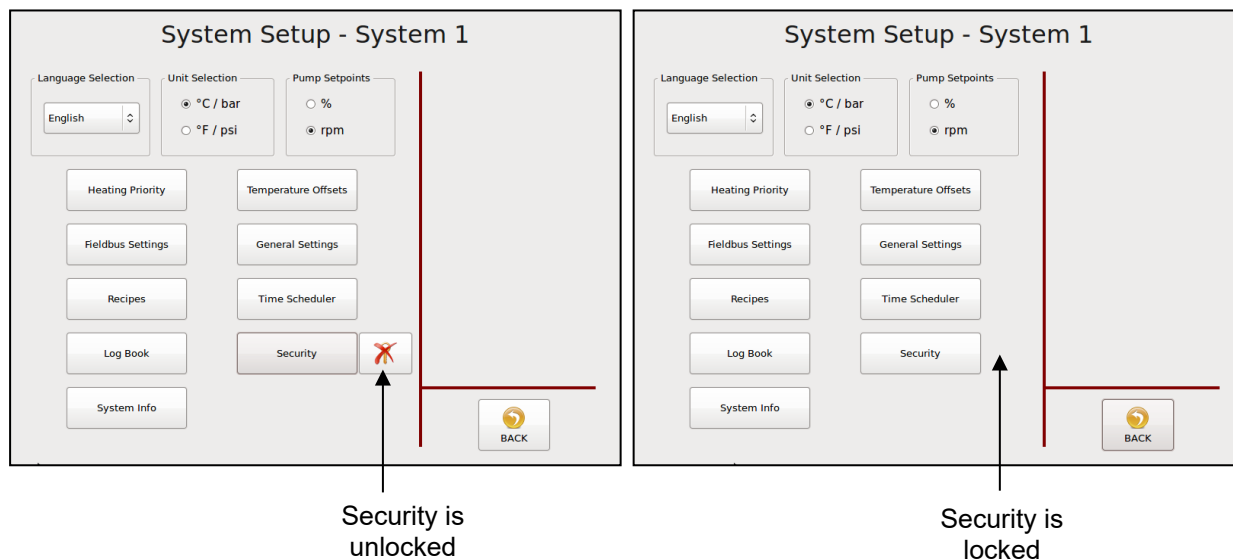 System Setup - System 1
Language Selection
Unit Selection
Pump Setpoints
English
°C / bar
°F / psi
%
rpm
Heating Priority
Temperature Offsets
Fieldbus Settings
General Settings
Recipes
Time Scheduler
Log Book
Security
System Info
BACK
Security is
unlocked
System Setup - System 1
Language Selection
Unit Selection
Pump Setpoints
English
°C / bar
°F / psi
%
rpm
Heating Priority
Temperature Offsets
Fieldbus Settings
General Settings
Recipes
Time Scheduler
Log Book
Security
System Info
BACK
Security is
locked